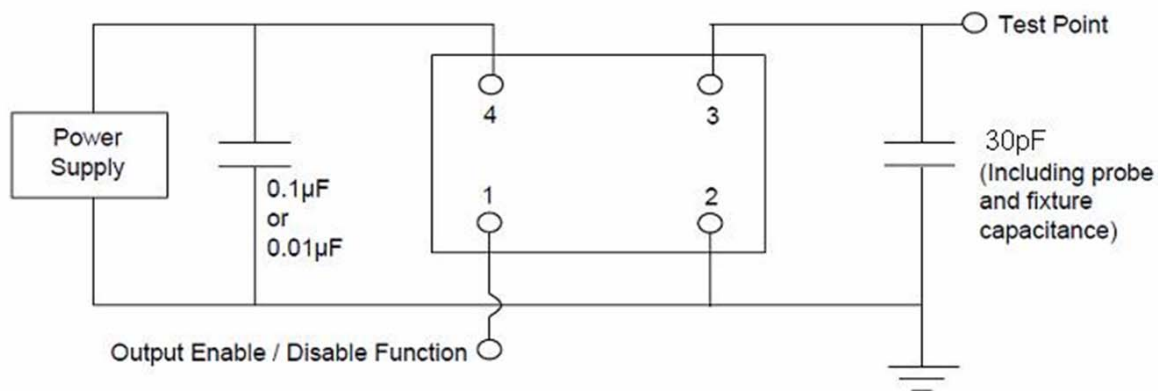 Test Point
Power
Supply
0.1µF
or
0.01µF
4
3
1
2
30pF
(Including probe
and fixture
capacitance)
Output Enable / Disable Function